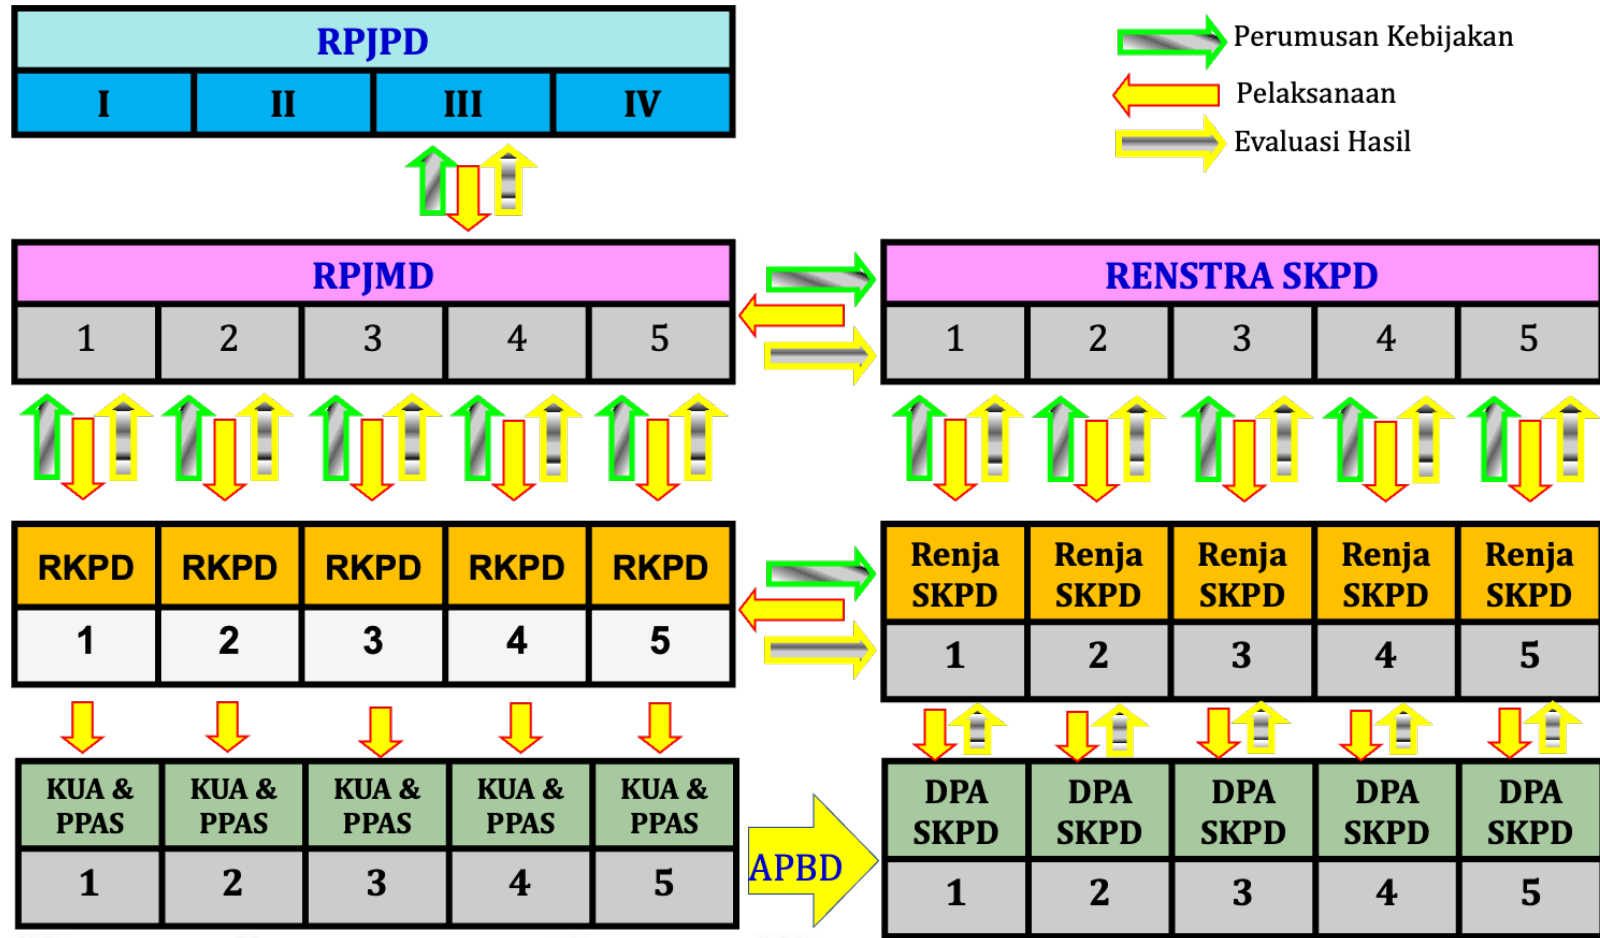 RPJPD
I II III IV
Perumusan Kebijakan
Pelaksanaan
Evaluasi Hasil
RPJMD
1 2 3 4 5
RENSTRA SKPD
1 2 3 4 5
RKPD RKPD RKPD RKPD RKPD
1 2 3 4 5
Renja Renja Renja Renja Renja
SKPD SKPD SKPD SKPD SKPD
1 2 3 4 5
KUA & KUA & KUA & KUA & KUA &
PPAS PPAS PPAS PPAS PPAS
1 2 3 4 5
APBD
DPA DPA DPA DPA DPA
SKPD SKPD SKPD SKPD SKPD
1 2 3 4 5